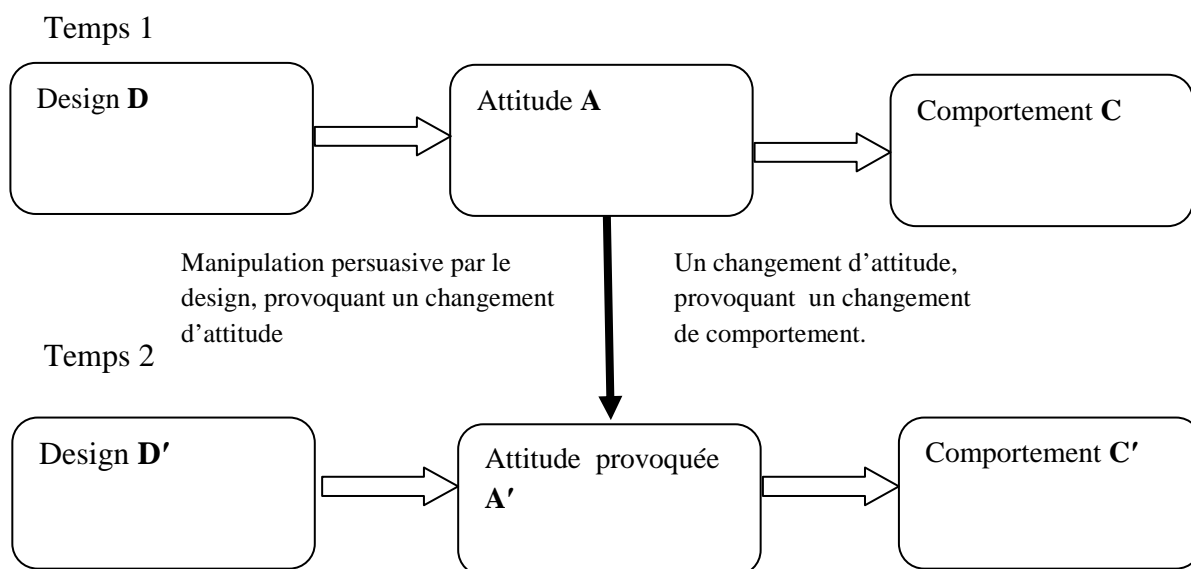 Temps 1
Design D
Attitude A
Comportement C
Manipulation persuasive par le
design, provoquant un changement
d’attitude
Un changement d’attitude,
provoquant  un changement
de comportement.
Temps 2
Design D′
Attitude  provoquée
A′
Comportement C′